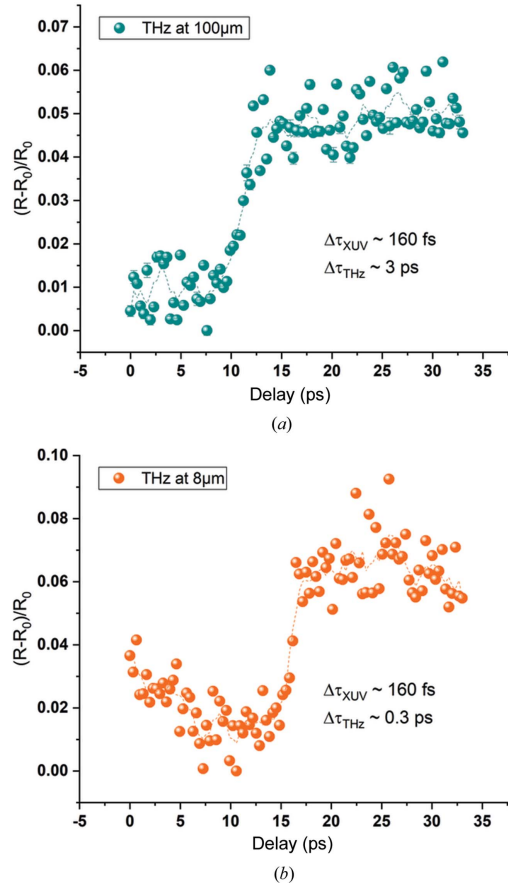 THz at 100μm
0.07
0.06
0.05
0.04
0.03
0.02
0.01
0.00
(R-R₀)/R₀
Δτ_XUV ~ 160 fs
Δτ_THz ~ 3 ps
-5 0 5 10 15 20 25 30 35
Delay (ps)
(a)
THz at 8μm
0.10
0.08
0.06
0.04
0.02
0.00
(R-R₀)/R₀
Δτ_XUV ~ 160 fs
Δτ_THz ~ 0.3 ps
-5 0 5 10 15 20 25 30 35
Delay (ps)
(b)